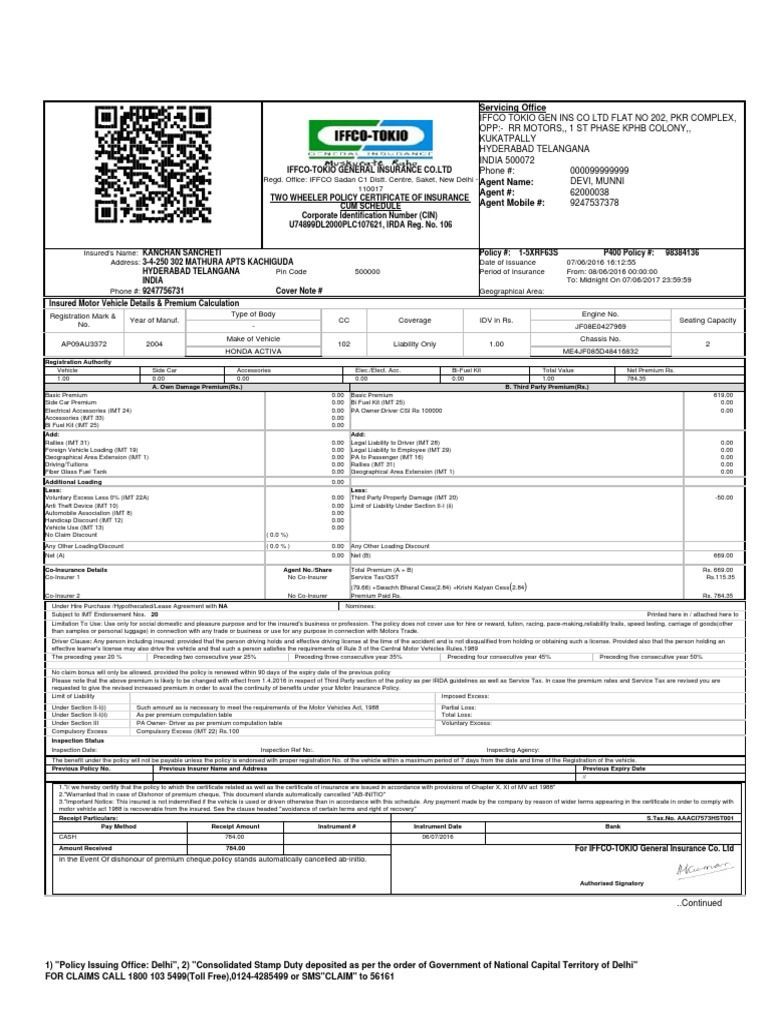 IFFCO-TOKIO
GENERAL INSURANCE
Muskurate Raho
IFFCO-TOKIO GENERAL INSURANCE CO.LTD
Regd. Office: IFFCO Sadan C1 Distt. Centre, Saket, New Delhi -
110017
TWO WHEELER POLICY CERTIFICATE OF INSURANCE
CUM SCHEDULE
Corporate Identification Number (CIN)
U74899DL2000PLC107621, IRDA Reg. No. 106
Servicing Office
IFFCO TOKIO GEN INS CO LTD FLAT NO 202, PKR COMPLEX,
OPP:- RR MOTORS,, 1 ST PHASE KPHB COLONY,,
KUKATPALLY
HYDERABAD TELANGANA
INDIA 500072
Phone #: 000099999999
Agent Name: DEVI, MUNNI
Agent #: 62000038
Agent Mobile #: 9247537378
Insured's Name: KANCHAN SANCHETI
Address: 3-4-250 302 MATHURA APTS KACHIGUDA
HYDERABAD TELANGANA Pin Code 500000
INDIA
Phone #: 9247756731 Cover Note #
Policy #: 1-5XRF63S P400 Policy #: 98384136
Date of Issuance 07/06/2016 16:12:55
Period of Insurance From: 08/06/2016 00:00:00
To: Midnight On 07/06/2017 23:59:59
Geographical Area:
Insured Motor Vehicle Details & Premium Calculation
Registration Mark & No. Year of Manuf. Type of Body CC Coverage IDV in Rs. Engine No. Seating Capacity
- JF08E0427969
AP09AU3372 2004 Make of Vehicle 102 Liability Only 1.00 Chassis No. 2
HONDA ACTIVA ME4JF085D48416832
Registration Authority
Vehicle Side Car Accessories Elec./Elect. Acc. Bi-Fuel Kit Total Value Net Premium Rs.
1.00 0.00 0.00 0.00 0.00 1.00 784.35
A. Own Damage Premium(Rs.) B. Third Party Premium(Rs.)
Basic Premium 0.00 Basic Premium 619.00
Side Car Premium 0.00 Bi Fuel Kit (IMT 25) 0.00
Electrical Accessories (IMT 24) 0.00 PA Owner Driver CSI Rs 100000 0.00
Accessories (IMT 33) 0.00
Bi Fuel Kit (IMT 25) 0.00
Add: Add:
Rallies (IMT 31) 0.00 Legal Liability to Driver (IMT 28) 0.00
Foreign Vehicle Loading (IMT 19) 0.00 Legal Liability to Employee (IMT 29) 0.00
Geographical Area Extension (IMT 1) 0.00 PA to Passenger (IMT 16) 0.00
Driving/Tuitions 0.00 Rallies (IMT 31) 0.00
Fiber Glass Fuel Tank 0.00 Geographical Area Extension (IMT 1) 0.00
Additional Loading 0.00
Less: Less:
Voluntary Excess Less 0% (IMT 22A) 0.00 Third Party Property Damage (IMT 20) -50.00
Anti Theft Device (IMT 10) 0.00 Limit of Liability Under Section II-I (ii)
Automobile Association (IMT 8) 0.00
Handicap Discount (IMT 12) 0.00
Vehicle Use (IMT 13) 0.00
No Claim Discount ( 0.0 %)
Any Other Loading/Discount ( 0.0 % ) 0.00 Any Other Loading Discount
Net (A) 0.00 Net (B) 669.00
Co-Insurance Details Agent No./Share Total Premium (A + B) Rs. 669.00
Co-Insurer 1 No Co-Insurer Service Tax/GST Rs.115.35
(79.66) +Swachh Bharat Cess(2.84) +Krishi Kalyan Cess(2.84)
Co-Insurer 2 No Co-Insurer Premium Paid Rs. Rs. 784.35
Under Hire Purchase /Hypothecated/Lease Agreement with NA Nominees:
Subject to IMT Endorsement Nos. 20 Printed here in / attached here to
Limitation To Use: Use only for social domestic and pleasure purpose and for the insured's business or profession. The policy does not cover use for hire or reward, tution, racing, pace-making,reliability trails, speed testing, carriage of goods(other
than samples or personal luggage) in connection with any trade or business or use for any purpose in connection with Motors Trade.
Driver Clause: Any person including insured: provided that the person driving holds and effective driving license at the time of the accident and is not disqualified from holding or obtaining such a license. Provided also that the person holding an
effective learner's license may also drive the vehicle and that such a person satisfies the requirements of Rule 3 of the Central Motor Vehicles Rules,1989
The preceding year 20 % Preceding two consecutive year 25% Preceding three consecutive year 35% Preceding four consecutive year 45% Preceding five consecutive year 50%
No claim bonus will only be allowed, provided the policy is renewed within 90 days of the expiry date of the previous policy
Please note that the above premium is likely to be changed with effect from 1.4.2016 in respect of Third Party section of the policy as per IRDA guidelines as well as Service Tax. In case the premium rates and Service Tax are revised you are
requested to give the revised increased premium in order to avail the continuity of benefits under your Motor Insurance Policy.
Limit of Liability Imposed Excess:
Under Section II-I(i) Such amount as is necessary to meet the requirements of the Motor Vehicles Act, 1988 Partial Loss:
Under Section II-I(ii) As per premium computation table Total Loss:
Under Section III PA Owner- Driver as per premium computation table Voluntary Excess:
Compulsory Excess: Compulsory Excess (IMT 22) Rs.100
Inspection Status
Inspection Date: Inspection Ref No:. Inspecting Agency:
The benefit under the policy will not be payable unless the policy is endorsed with proper registration No. of the vehicle within a maximum period of 7 days from the date and time of the Registration of the vehicle.
Previous Policy No. Previous Insurer Name and Address Previous Expiry Date
//
1."I/ we hereby certify that the policy to which the certificate related as well as the certificate of insurance are issued in accordance with provisions of Chapter X, XI of MV act 1988"
2."Warranted that in case of Dishonor of premium cheque. This document stands automatically cancelled "AB-INITIO"
3."Important Notice: This insured is not indemnified if the vehicle is used or driven otherwise than in accordance with this schedule. Any payment made by the company by reason of wider terms appearing in the certificate in order to comply with
motor vehicle act 1988 is recoverable from the insured. See the clause headed "avoidance of certain terms and right of recovery"
Receipt Particulars: S.Tax.No. AAACI7573HST001
Pay Method Receipt Amount Instrument # Instrument Date Bank
CASH 784.00 06/07/2016
Amount Received 784.00 For IFFCO-TOKIO General Insurance Co. Ltd
In the Event Of dishonour of premium cheque,policy stands automatically cancelled ab-initio.
Authorised Signatory
..Continued
1) "Policy Issuing Office: Delhi", 2) "Consolidated Stamp Duty deposited as per the order of Government of National Capital Territory of Delhi"
FOR CLAIMS CALL 1800 103 5499(Toll Free),0124-4285499 or SMS"CLAIM" to 56161